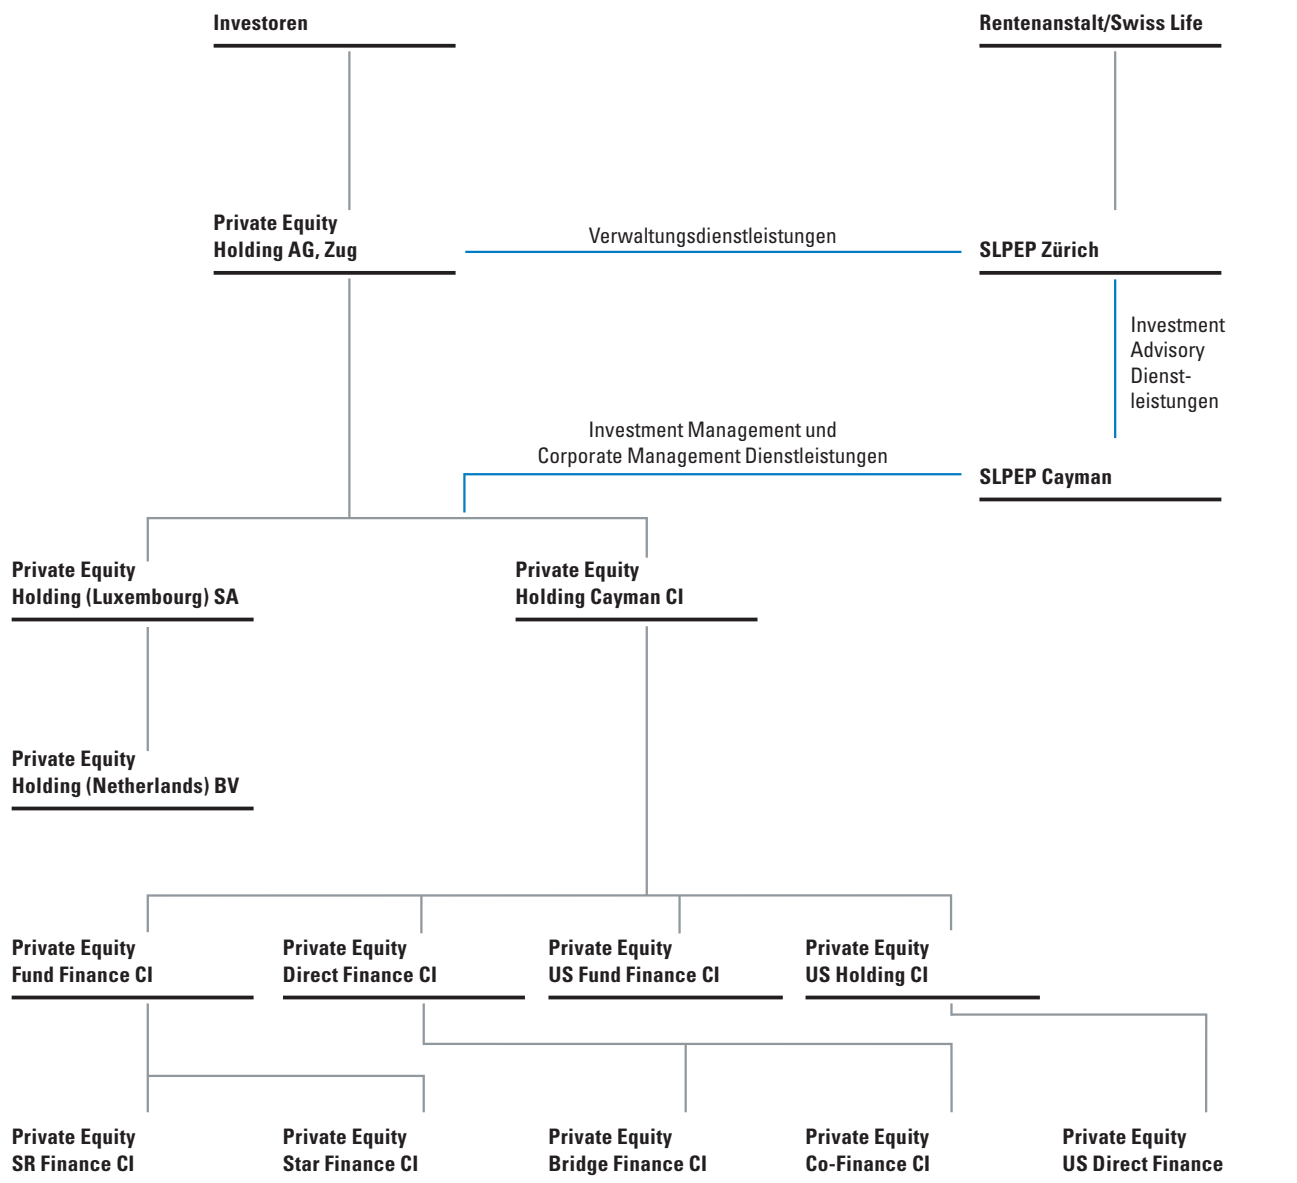 Investoren
Rentenanstalt/Swiss Life
Private Equity
Holding AG, Zug
Verwaltungsdienstleistungen
SLPEP Zürich
Investment
Advisory
Dienst-
leistungen
Investment Management und
Corporate Management Dienstleistungen
SLPEP Cayman
Private Equity
Holding (Luxembourg) SA
Private Equity
Holding Cayman CI
Private Equity
Holding (Netherlands) BV
Private Equity
Fund Finance CI
Private Equity
Direct Finance CI
Private Equity
US Fund Finance CI
Private Equity
US Holding CI
Private Equity
SR Finance CI
Private Equity
Star Finance CI
Private Equity
Bridge Finance CI
Private Equity
Co-Finance CI
Private Equity
US Direct Finance